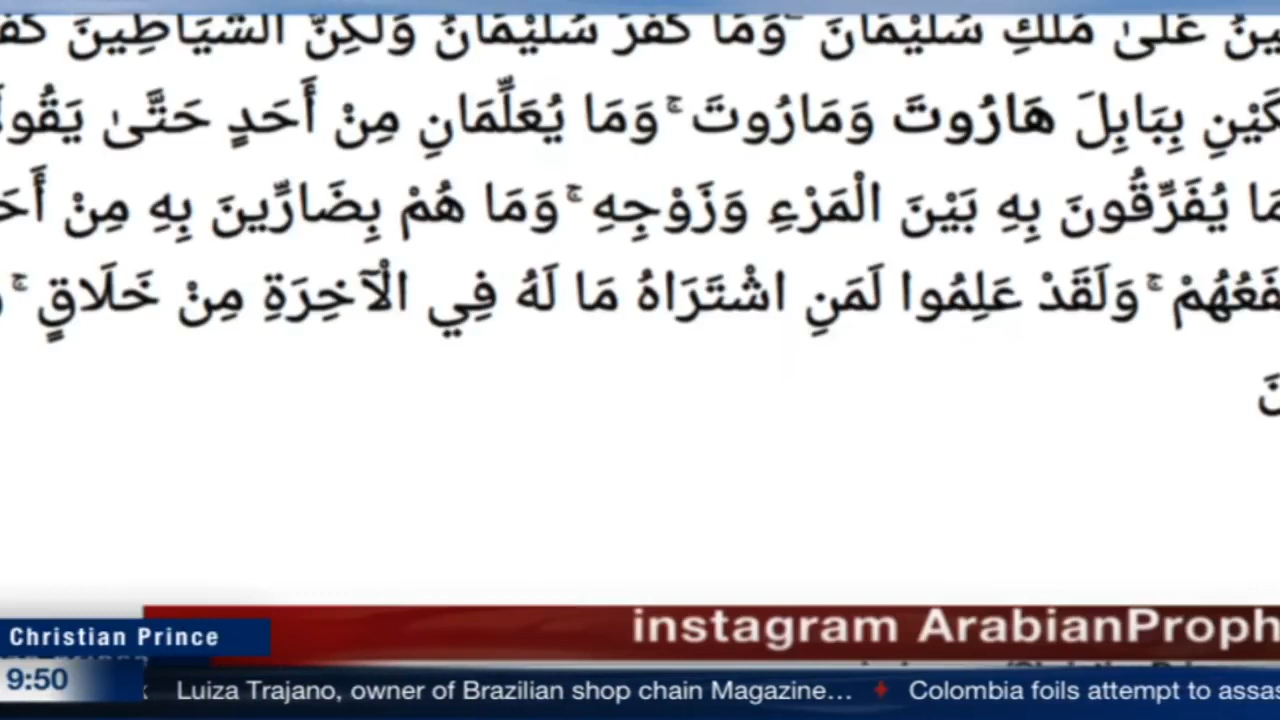 عَلَىٰ مُلْكِ سُلَيْمَانَ ۖ وَمَا كَفَرَ سُلَيْمَانُ وَلَٰكِنَّ الشَّيَاطِينَ
بِبَابِلَ هَارُوتَ وَمَارُوتَ ۚ وَمَا يُعَلِّمَانِ مِنْ أَحَدٍ حَتَّىٰ
يُفَرِّقُونَ بِهِ بَيْنَ الْمَرْءِ وَزَوْجِهِ ۚ وَمَا هُمْ بِضَارِّينَ بِهِ مِنْ
ۚ وَلَقَدْ عَلِمُوا لَمَنِ اشْتَرَاهُ مَا لَهُ فِي الْآخِرَةِ مِنْ خَلَاقٍ ۚ
instagram ArabianProph
Christian Prince
9:50
Luiza Trajano, owner of Brazilian shop chain Magazine... Colombia foils attempt to assas